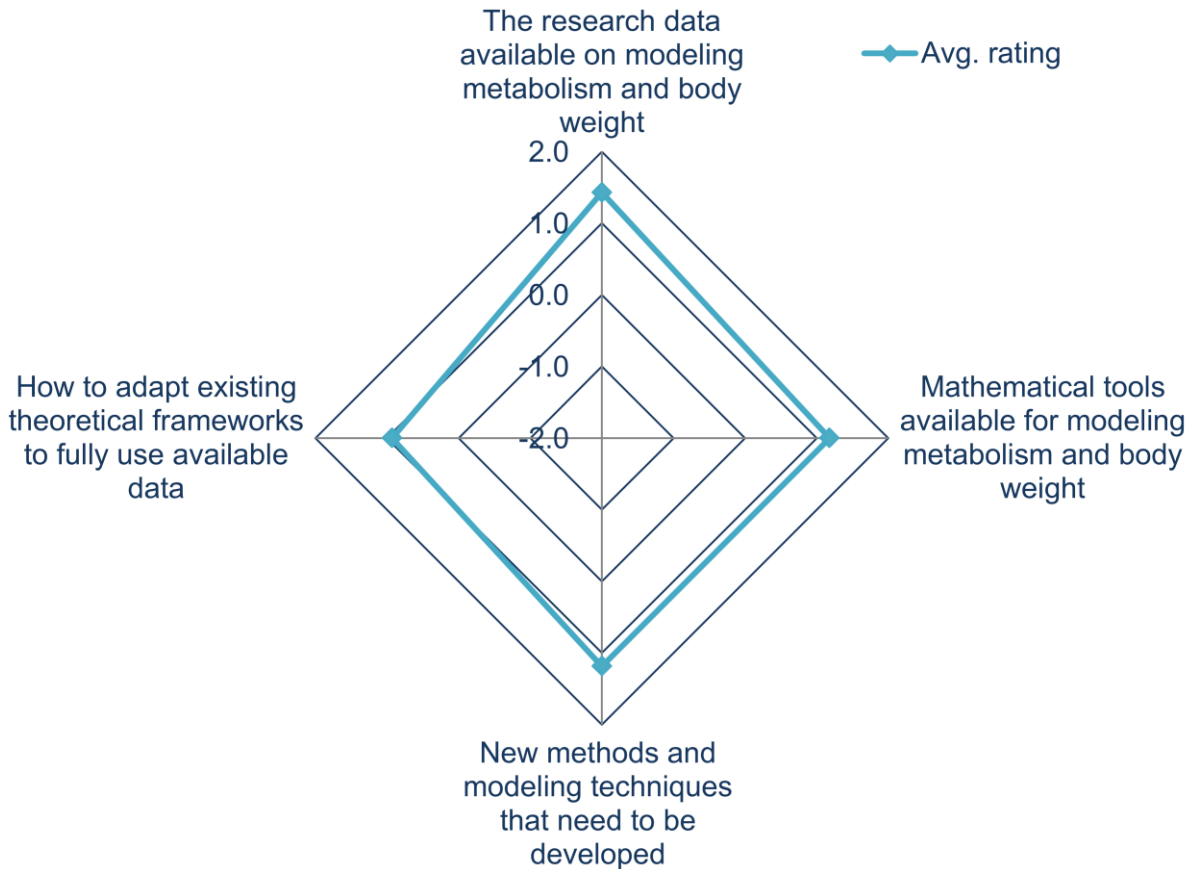 The research data
available on modeling
metabolism and body
weight
Avg. rating
2.0
1.0
0.0
-1.0
-2.0
How to adapt existing
theoretical frameworks
to fully use available
data
Mathematical tools
available for modeling
metabolism and body
weight
New methods and
modeling techniques
that need to be
developed